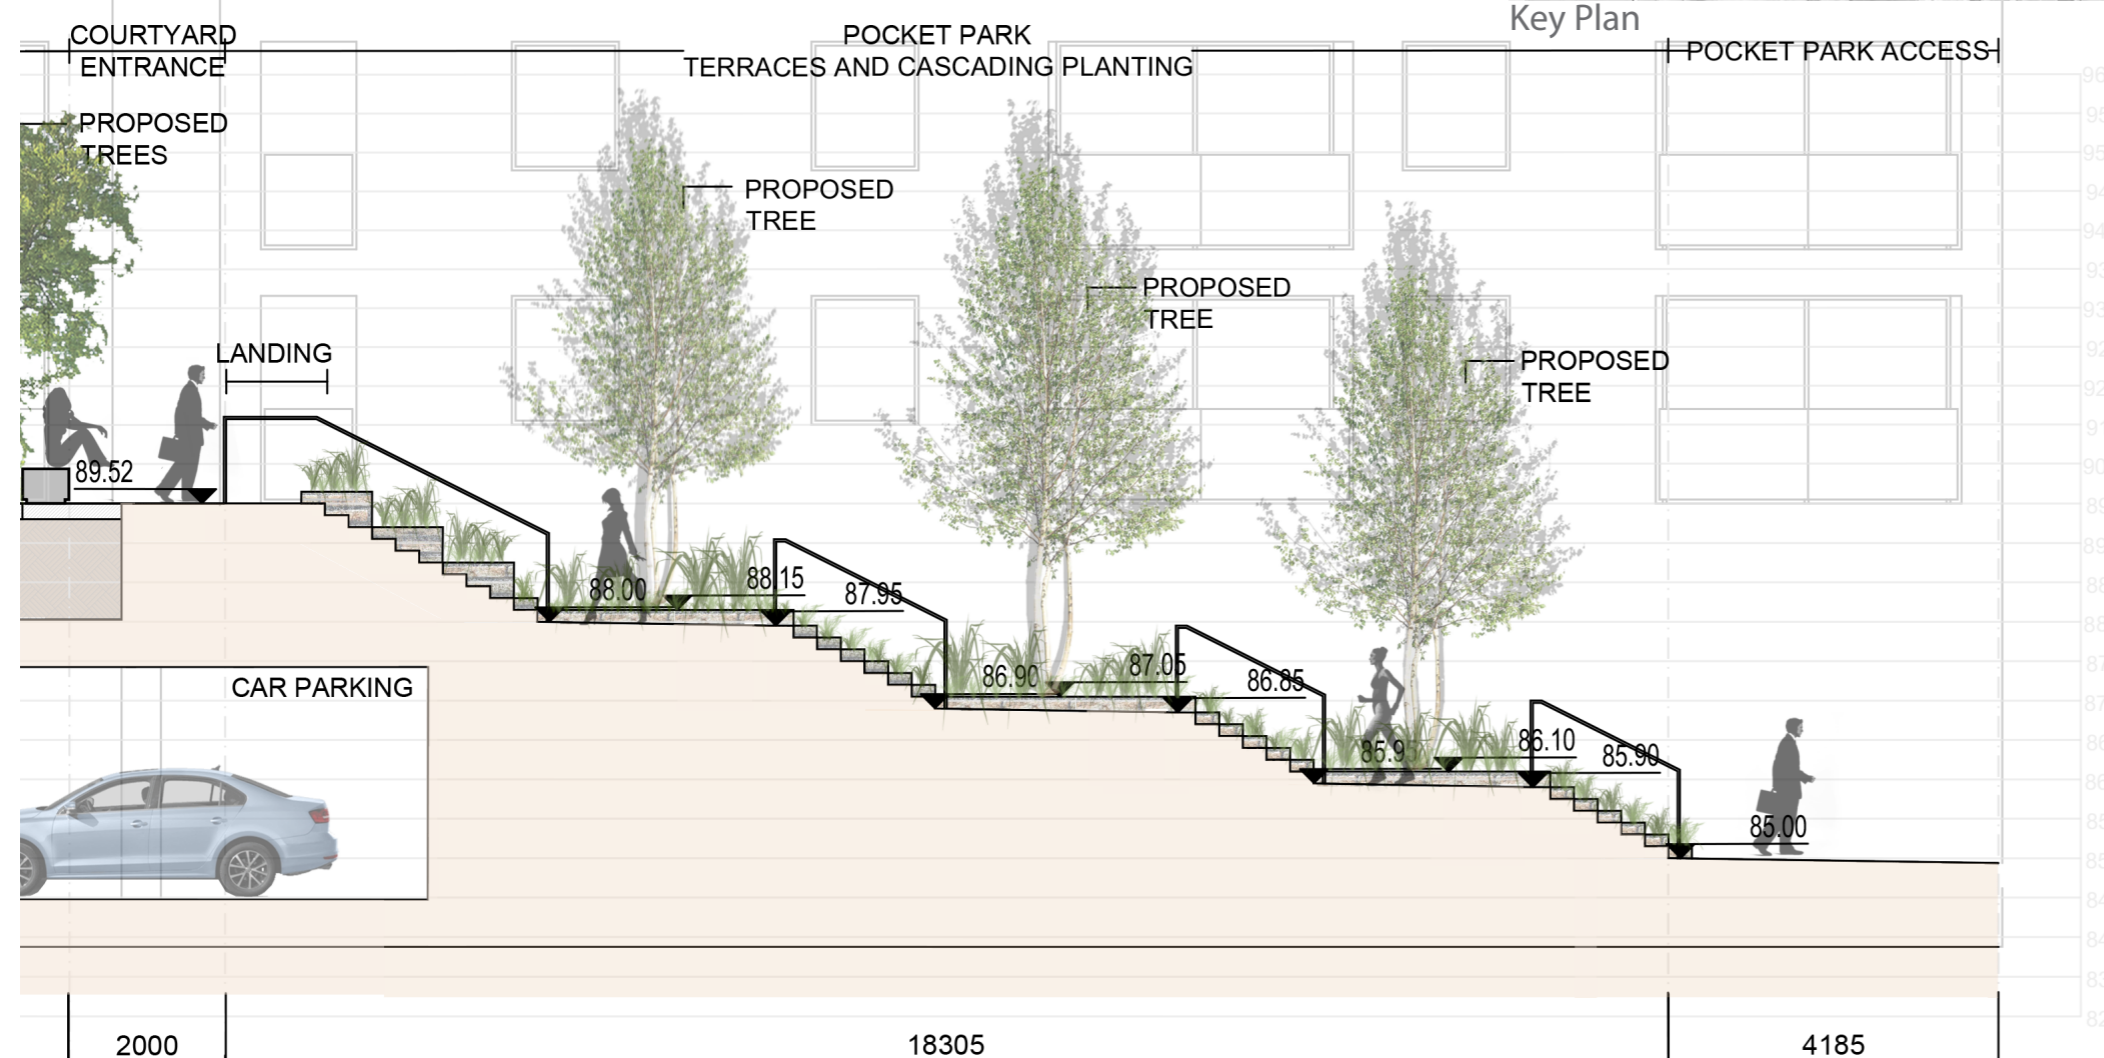 Key Plan
COURTYARD
ENTRANCE
POCKET PARK
TERRACES AND CASCADING PLANTING
POCKET PARK ACCESS
PROPOSED
TREES
PROPOSED
TREE
PROPOSED
TREE
PROPOSED
TREE
LANDING
89.52
88.00
88.15
87.95
86.90
87.05
86.85
86.10
85.90
85.00
CAR PARKING
2000
18305
4185